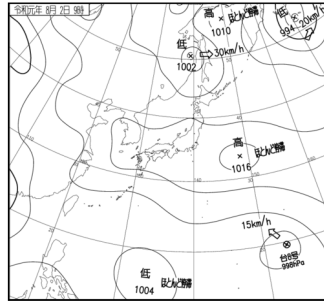 令和元年 8月 2日 9時
高
ほとんど停滞
1010
低
1002
30km/h
低
994
20km/h
高
ほとんど停滞
1016
15km/h
台8号
998hPa
低
ほとんど停滞
1004